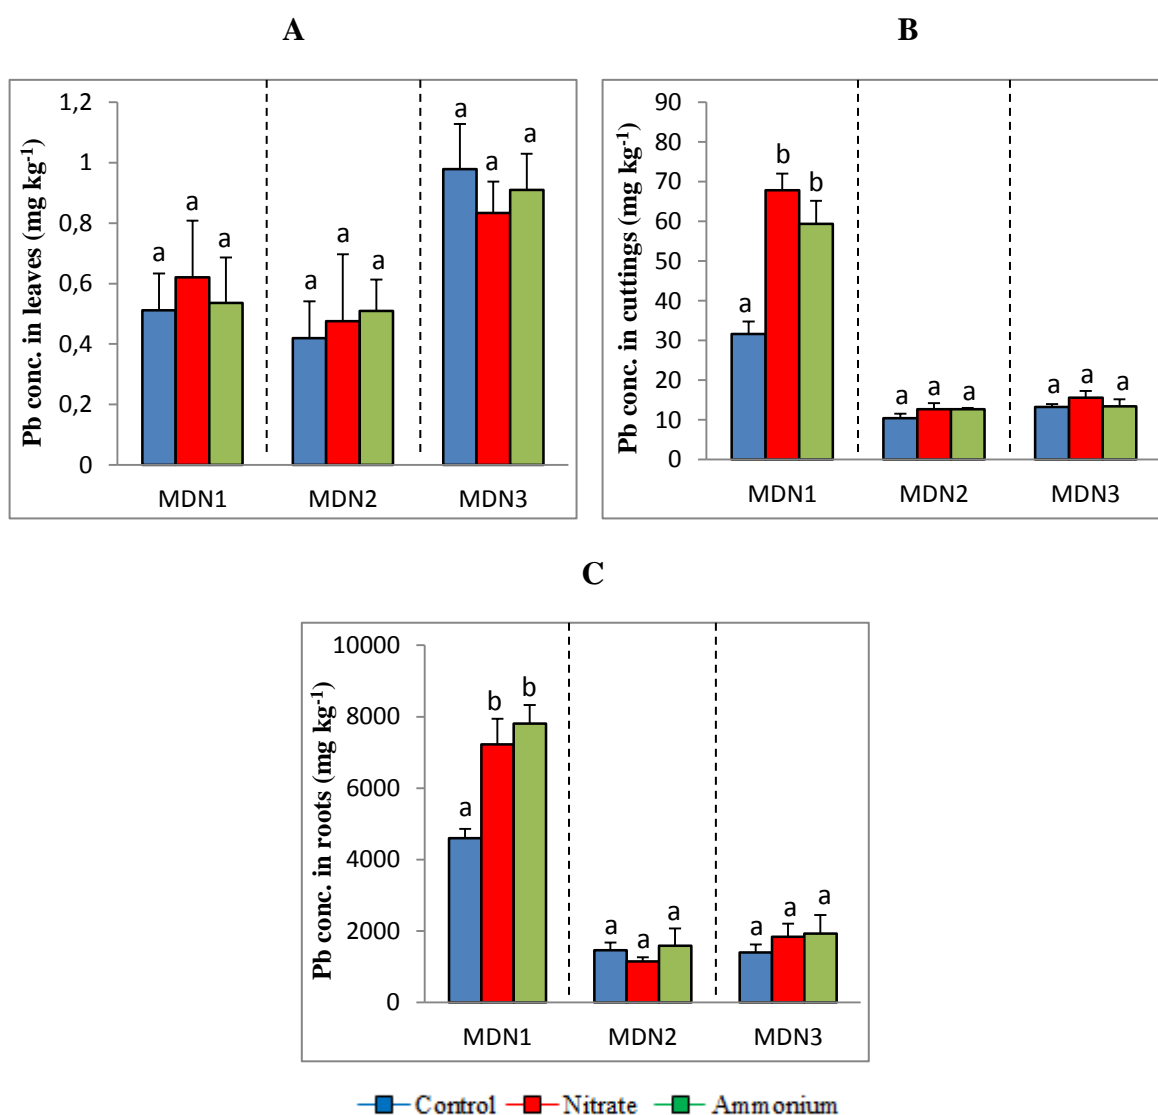 A
Pb conc. in leaves (mg kg-1)
1,2
1
0,8
0,6
0,4
0,2
0
a a a
a a a
a a a
MDN1 MDN2 MDN3
B
Pb conc. in cuttings (mg kg-1)
90
80
70
60
50
40
30
20
10
0
a b b
a a a
a a a
MDN1 MDN2 MDN3
C
Pb conc. in roots (mg kg-1)
10000
8000
6000
4000
2000
0
a b b
a a a
a a a
MDN1 MDN2 MDN3
Control Nitrate Ammonium